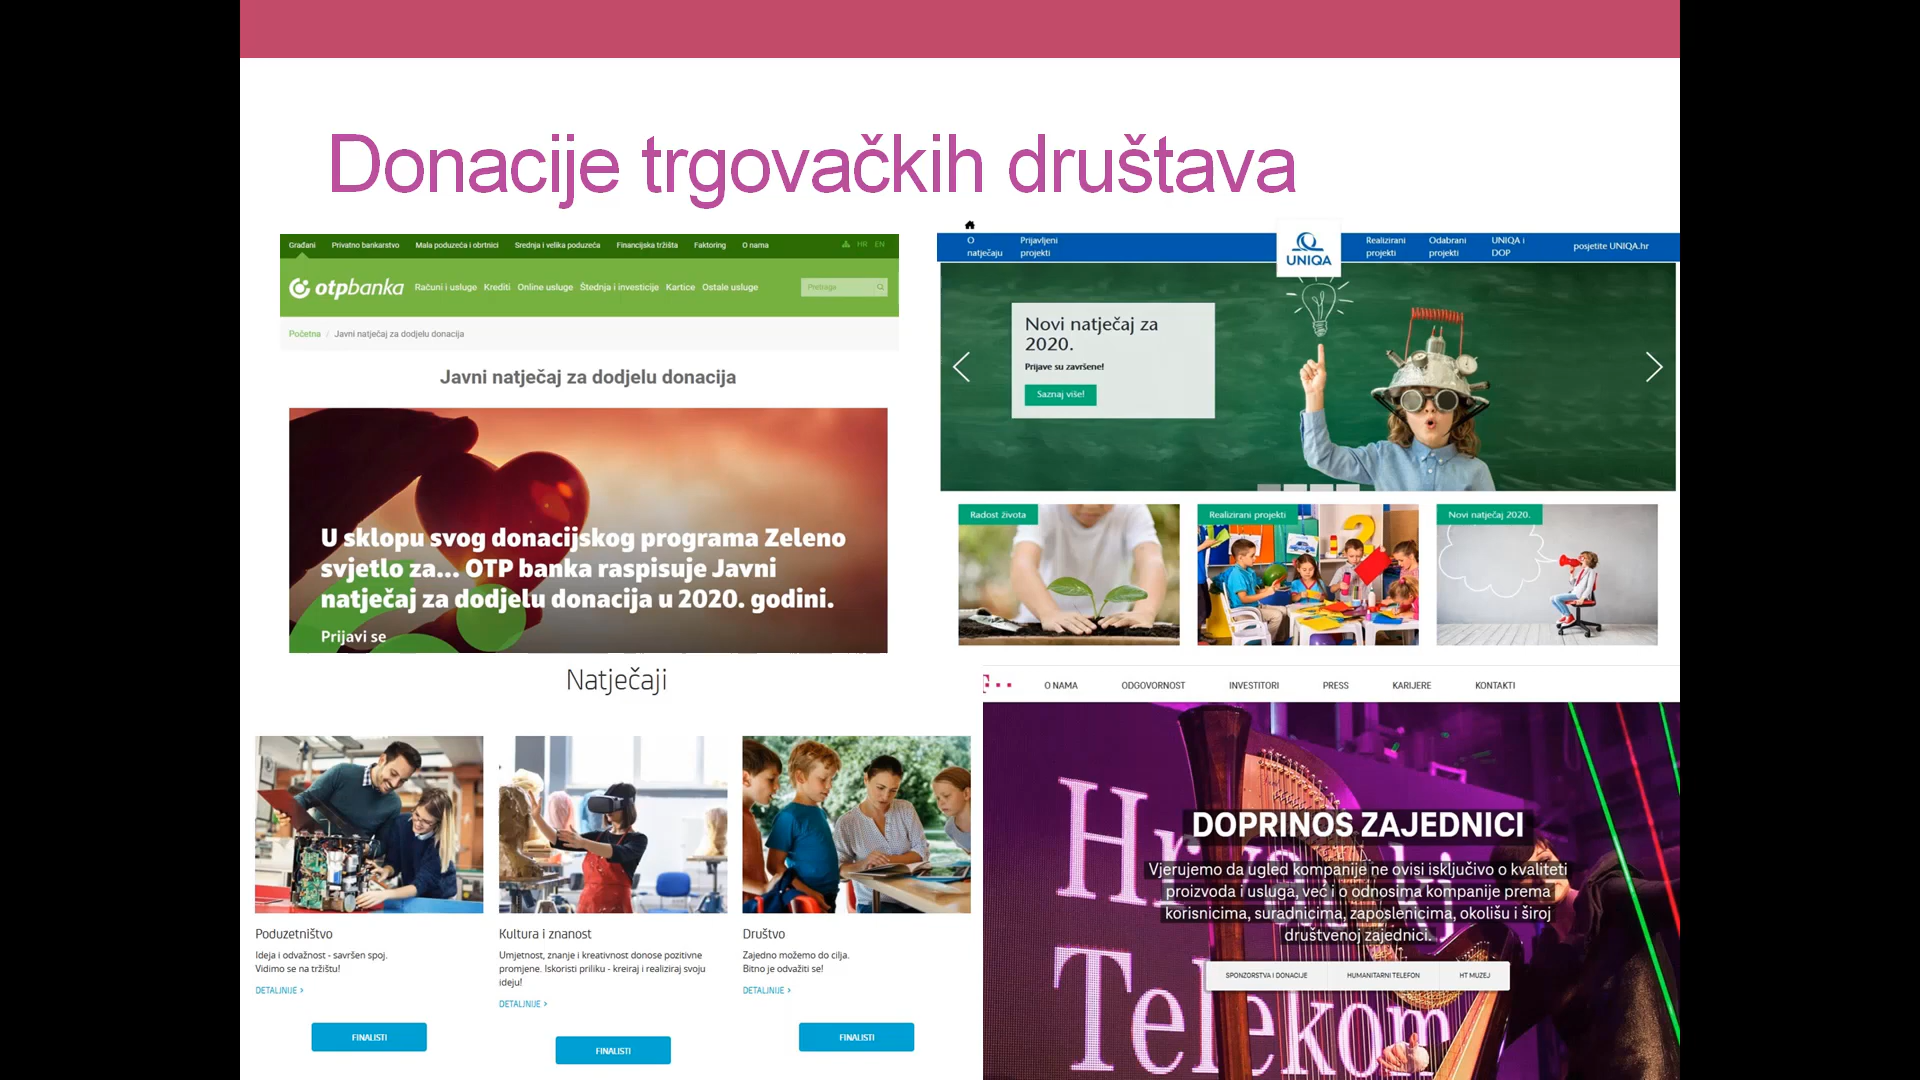 Donacije trgovačkih društava
Građani Privatno bankarstvo Mala poduzeća i obrtnici Srednja i velika poduzeća Financijska tržišta Faktoring O nama HR EN
otpbanka Računi i usluge Krediti Online usluge Štednja i investicije Kartice Ostale usluge Pretraga
Početna / Javni natječaj za dodjelu donacija
Javni natječaj za dodjelu donacija
U sklopu svog donacijskog programa Zeleno
svjetlo za... OTP banka raspisuje Javni
natječaj za dodjelu donacija u 2020. godini.
Prijavi se
O natječaju Prijavljeni projekti UNIQA Realizirani projekti Odabrani projekti UNIQA i DOP posjetite UNIQA.hr
Novi natječaj za
2020.
Prijave su završene!
Saznaj više!
Radost života Realizirani projekti Novi natječaj 2020.
Natječaji
Poduzetništvo
Ideja i odvažnost - savršen spoj.
Vidimo se na tržištu!
DETALJNIJE >
FINALISTI
Kultura i znanost
Umjetnost, znanje i kreativnost donose pozitivne
promjene. Iskoristi priliku - kreiraj i realiziraj svoju
ideju!
DETALJNIJE >
FINALISTI
Društvo
Zajedno možemo do cilja.
Bitno je odvažiti se!
DETALJNIJE >
FINALISTI
O NAMA ODGOVORNOST INVESTITORI PRESS KARIJERE KONTAKTI
DOPRINOS ZAJEDNICI
Vjerujemo da ugled kompanije ne ovisi isključivo o kvaliteti
proizvoda i usluga, već i o odnosima kompanije prema
korisnicima, suradnicima, zaposlenicima, okolišu i široj
društvenoj zajednici.
SPONZORSTVA I DONACIJE HUMANITARNI TELEFON HT MUZEJ
Telekom